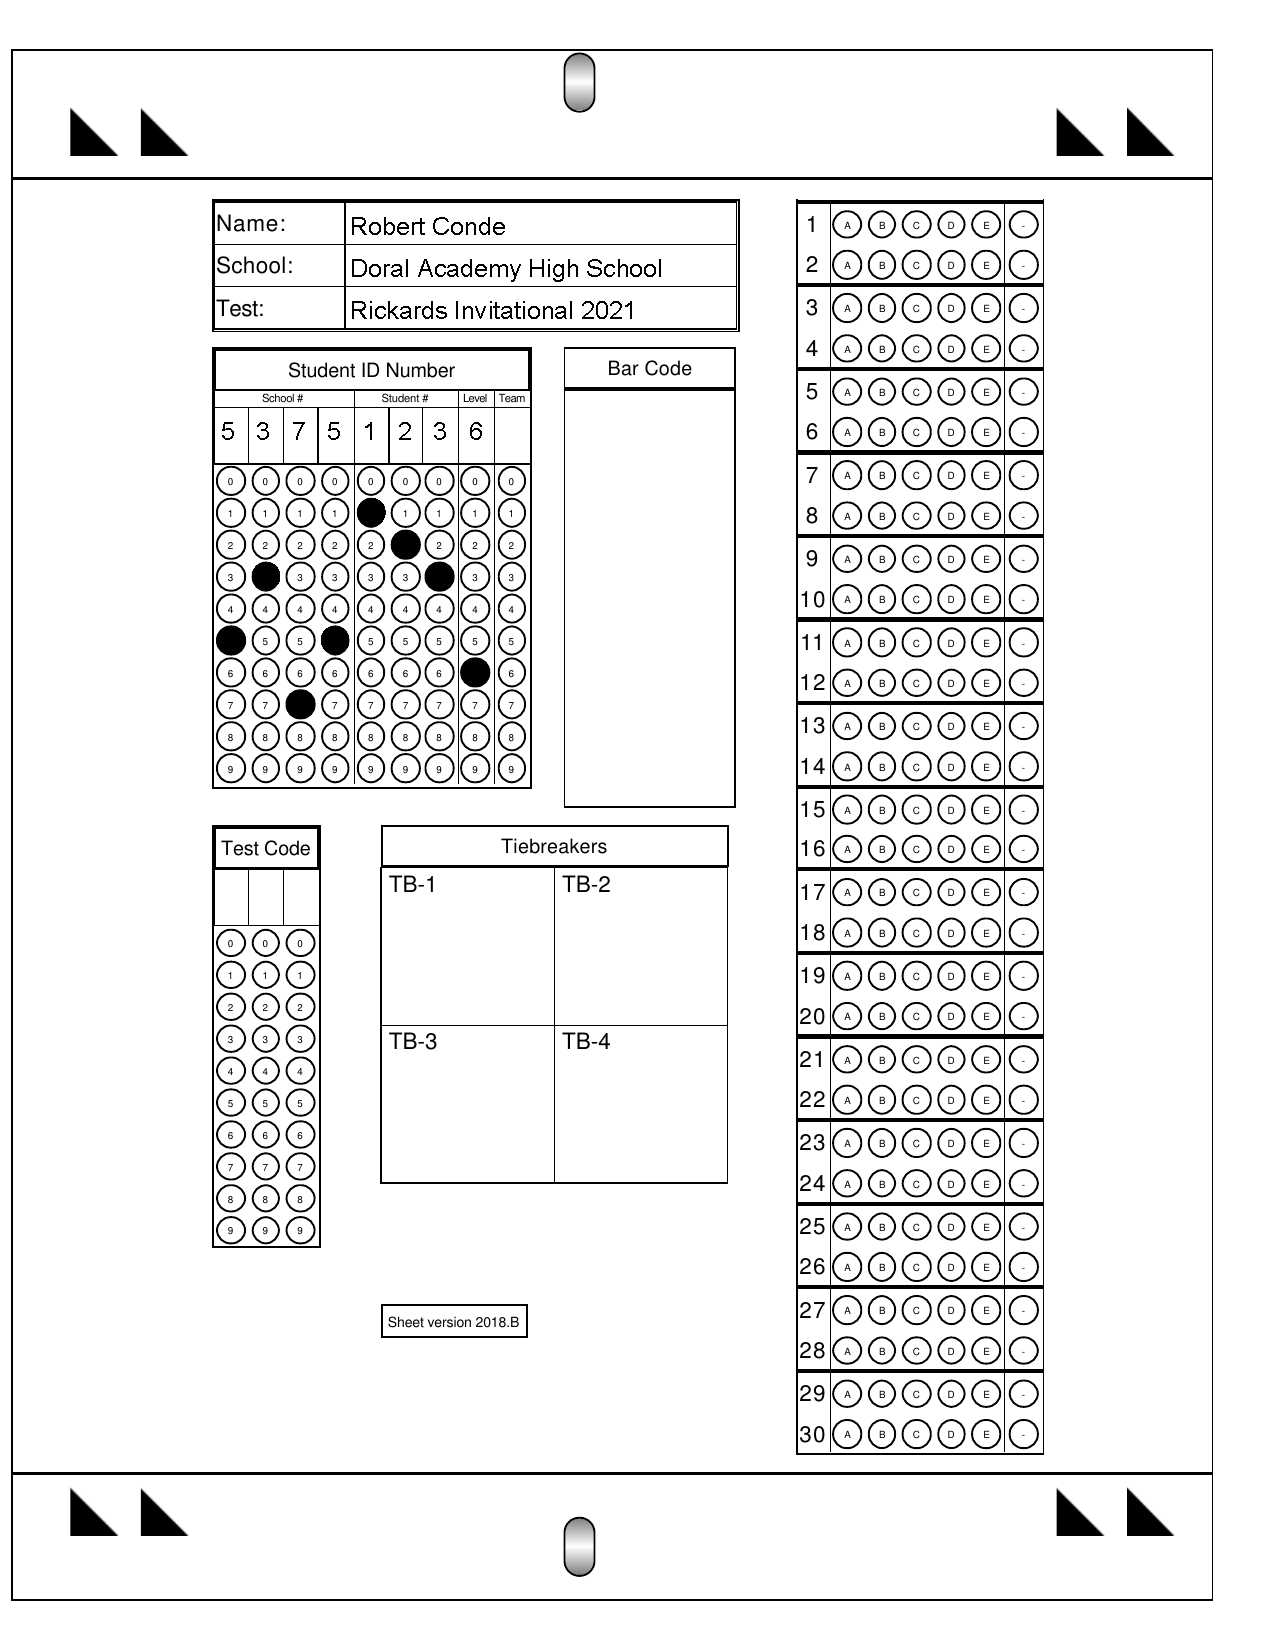 Name: Robert Conde
School: Doral Academy High School
Test: Rickards Invitational 2021
Student ID Number
School # Student # Level Team
5 3 7 5 1 2 3 6
0 0 0 0 0 0 0 0 0
1 1 1 1 1 1 1 1
2 2 2 2 2 2 2 2
3 3 3 3 3 3 3
4 4 4 4 4 4 4 4 4
5 5 5 5 5 5 5
6 6 6 6 6 6 6 6
7 7 7 7 7 7 7 7
8 8 8 8 8 8 8 8 8
9 9 9 9 9 9 9 9 9
Bar Code
Test Code
0 0 0
1 1 1
2 2 2
3 3 3
4 4 4
5 5 5
6 6 6
7 7 7
8 8 8
9 9 9
Tiebreakers
TB-1 TB-2
TB-3 TB-4
Sheet version 2018.B
1 A B C D E -
2 A B C D E -
3 A B C D E -
4 A B C D E -
5 A B C D E -
6 A B C D E -
7 A B C D E -
8 A B C D E -
9 A B C D E -
10 A B C D E -
11 A B C D E -
12 A B C D E -
13 A B C D E -
14 A B C D E -
15 A B C D E -
16 A B C D E -
17 A B C D E -
18 A B C D E -
19 A B C D E -
20 A B C D E -
21 A B C D E -
22 A B C D E -
23 A B C D E -
24 A B C D E -
25 A B C D E -
26 A B C D E -
27 A B C D E -
28 A B C D E -
29 A B C D E -
30 A B C D E -